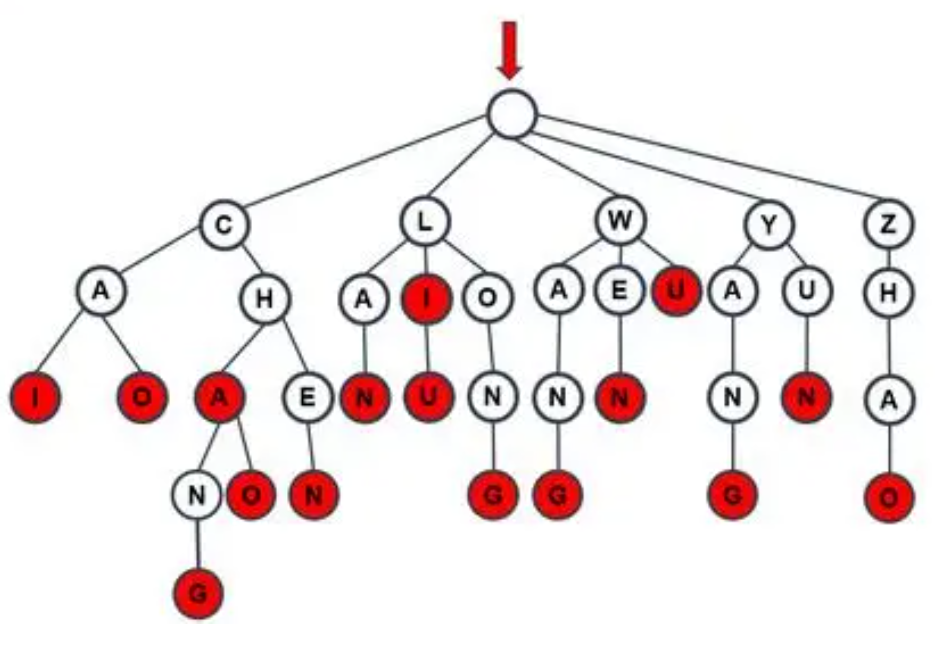 C L W Y Z
A H A I O A E U A U H
I O A E N U N N N N N A
N O N G G G O
G